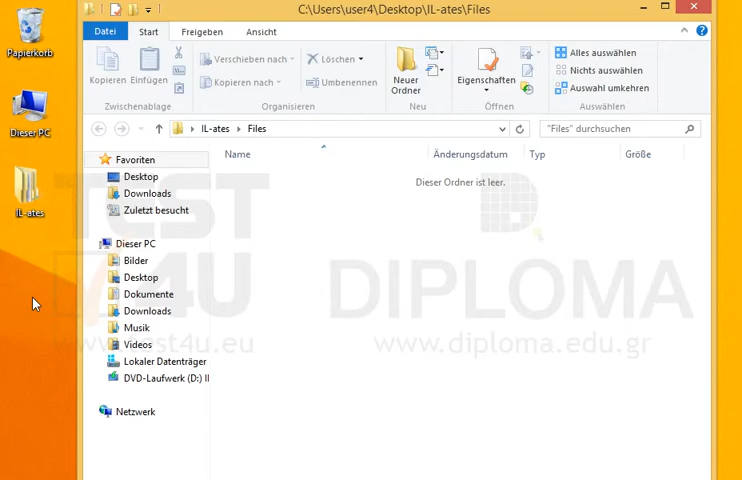 C:\Users\user4\Desktop\IL-ates\Files
Datei Start Freigeben Ansicht
Kopieren
Einfügen
Zwischenablage
Verschieben nach
Kopieren nach
Löschen
Umbenennen
Organisieren
Neuer
Ordner
Neu
Eigenschaften
Öffnen
Alles auswählen
Nichts auswählen
Auswahl umkehren
Auswählen
IL-ates Files
"Files" durchsuchen
Name Änderungsdatum Typ Größe
Dieser Ordner ist leer.
Papierkorb
Dieser PC
IL-ates
Favoriten
Desktop
Downloads
Zuletzt besucht
Dieser PC
Bilder
Desktop
Dokumente
Downloads
Musik
Videos
Lokaler Datenträger
DVD-Laufwerk (D:) II
Netzwerk
TEST
4U
www.test4u.eu
DIPLOMA
www.diploma.edu.gr